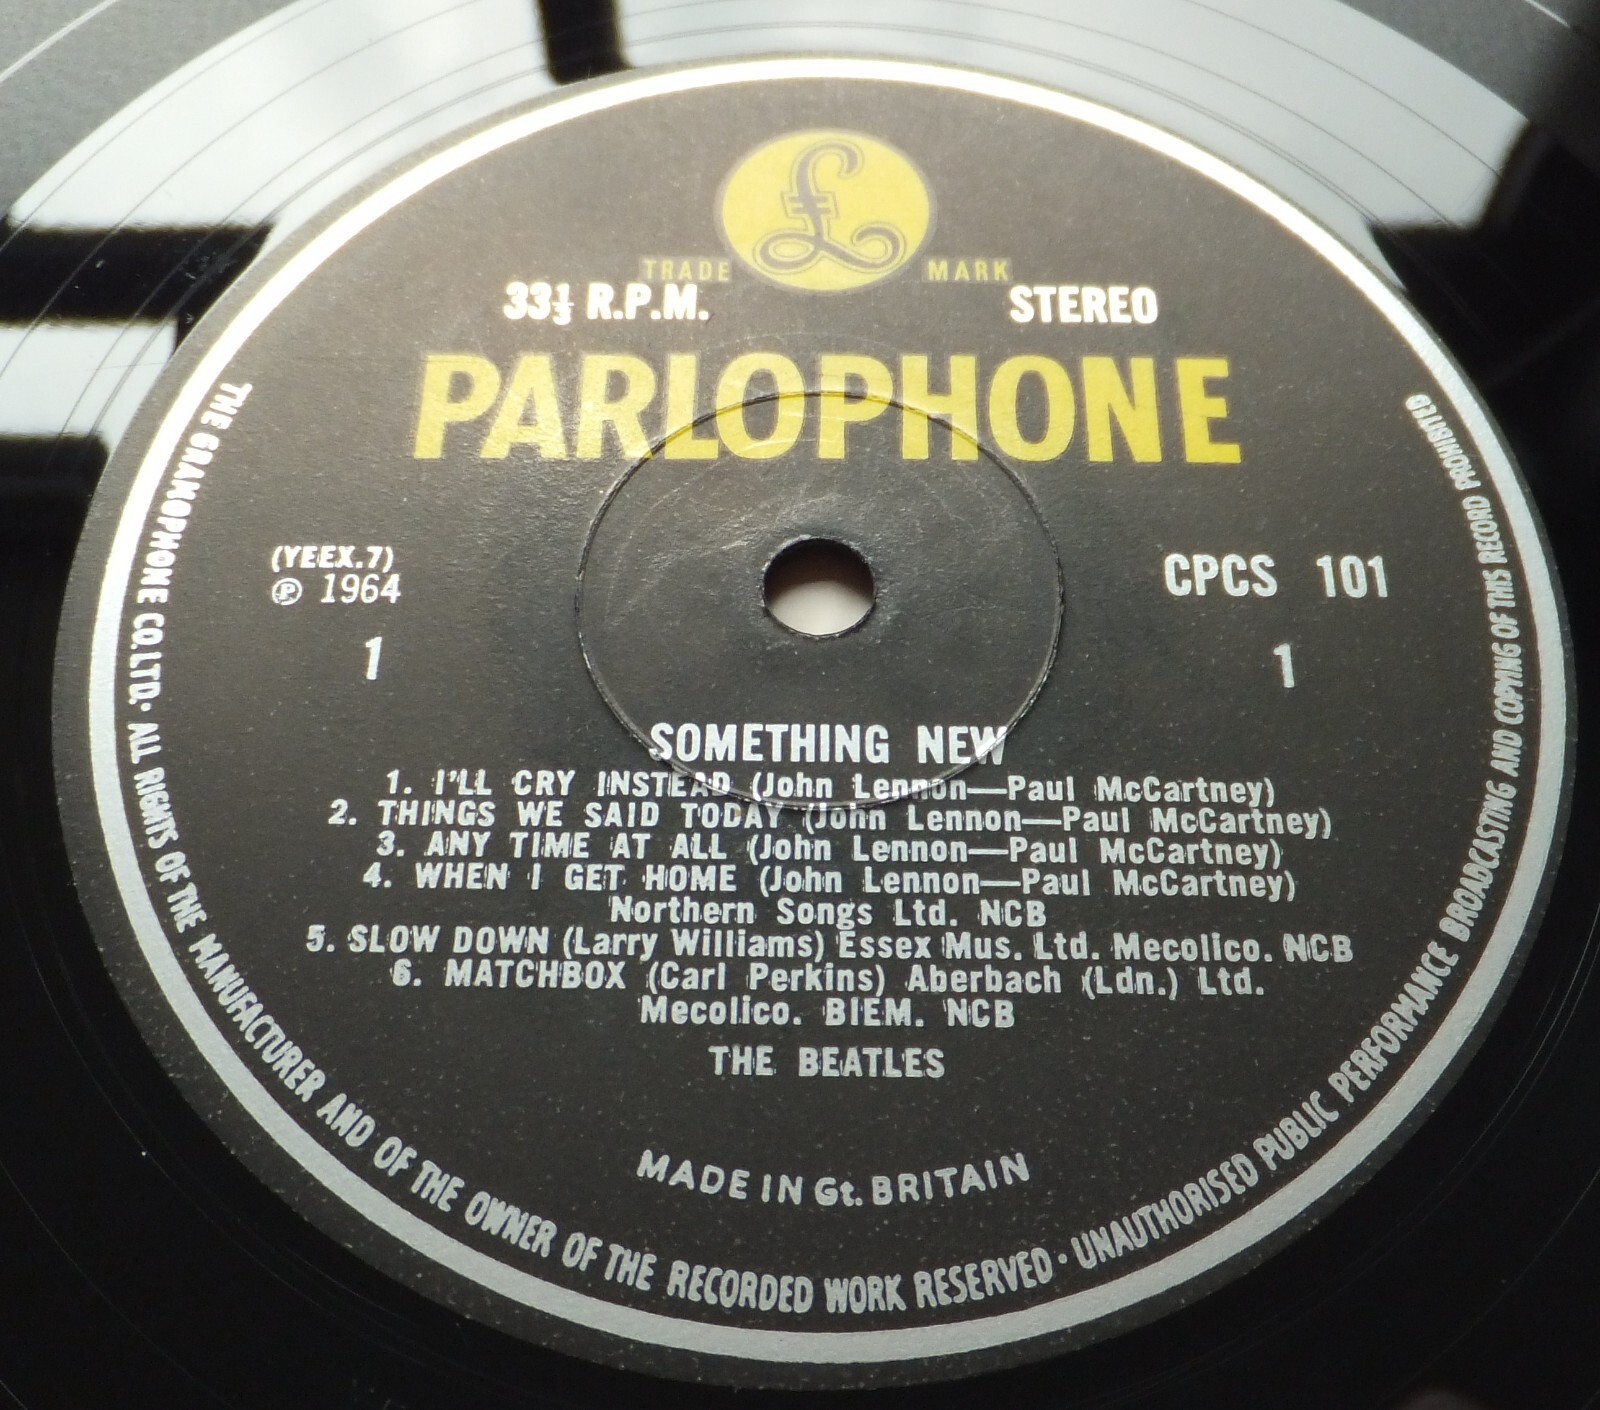 £
TRADE MARK
33⅓ R.P.M. STEREO
PARLOPHONE
(YEEX.7)
Ⓟ 1964
CPCS 101
1 1
SOMETHING NEW
1. I'LL CRY INSTEAD (John Lennon—Paul McCartney)
2. THINGS WE SAID TODAY (John Lennon—Paul McCartney)
3. ANY TIME AT ALL (John Lennon—Paul McCartney)
4. WHEN I GET HOME (John Lennon—Paul McCartney)
Northern Songs Ltd. NCB
5. SLOW DOWN (Larry Williams) Essex Mus. Ltd. Mecolico. NCB
6. MATCHBOX (Carl Perkins) Aberbach (Ldn.) Ltd.
Mecolico. BIEM. NCB
THE BEATLES
MADE IN Gt. BRITAIN
THE GRAMOPHONE CO. LTD. · ALL RIGHTS OF THE MANUFACTURER AND OF THE OWNER OF THE RECORDED WORK RESERVED · UNAUTHORISED PUBLIC PERFORMANCE BROADCASTING AND COPYING OF THIS RECORD PROHIBITED